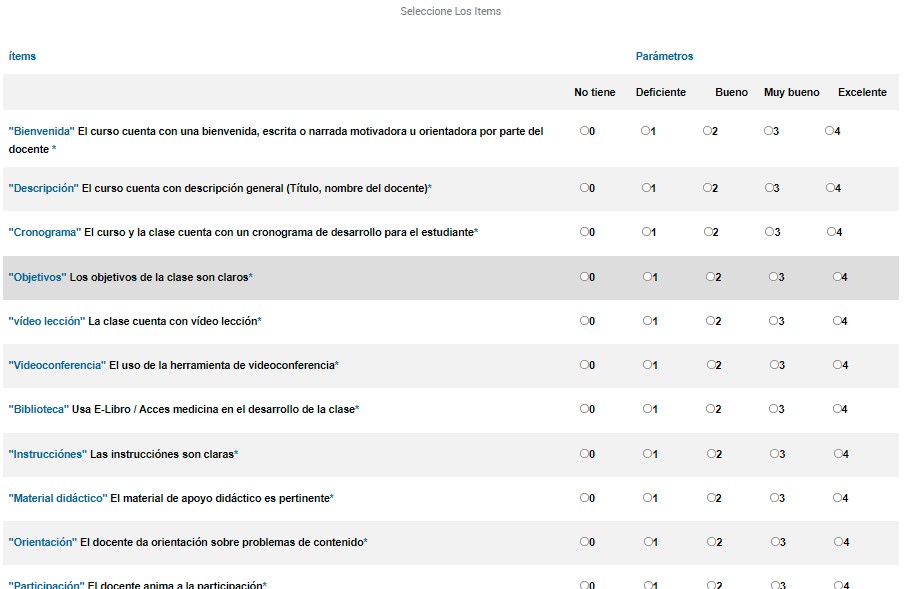 Seleccione Los Items
ítems Parámetros
No tiene Deficiente Bueno Muy bueno Excelente
"Bienvenida" El curso cuenta con una bienvenida, escrita o narrada motivadora u orientadora por parte del
docente * 0 1 2 3 4
"Descripción" El curso cuenta con descripción general (Título, nombre del docente)* 0 1 2 3 4
"Cronograma" El curso y la clase cuenta con un cronograma de desarrollo para el estudiante* 0 1 2 3 4
"Objetivos" Los objetivos de la clase son claros* 0 1 2 3 4
"vídeo lección" La clase cuenta con vídeo lección* 0 1 2 3 4
"Videoconferencia" El uso de la herramienta de videoconferencia* 0 1 2 3 4
"Biblioteca" Usa E-Libro / Acces medicina en el desarrollo de la clase* 0 1 2 3 4
"Instrucciónes" Las instrucciónes son claras* 0 1 2 3 4
"Material didáctico" El material de apoyo didáctico es pertinente* 0 1 2 3 4
"Orientación" El docente da orientación sobre problemas de contenido* 0 1 2 3 4
"Participación" El docente anima a la participación* 0 1 2 3 4